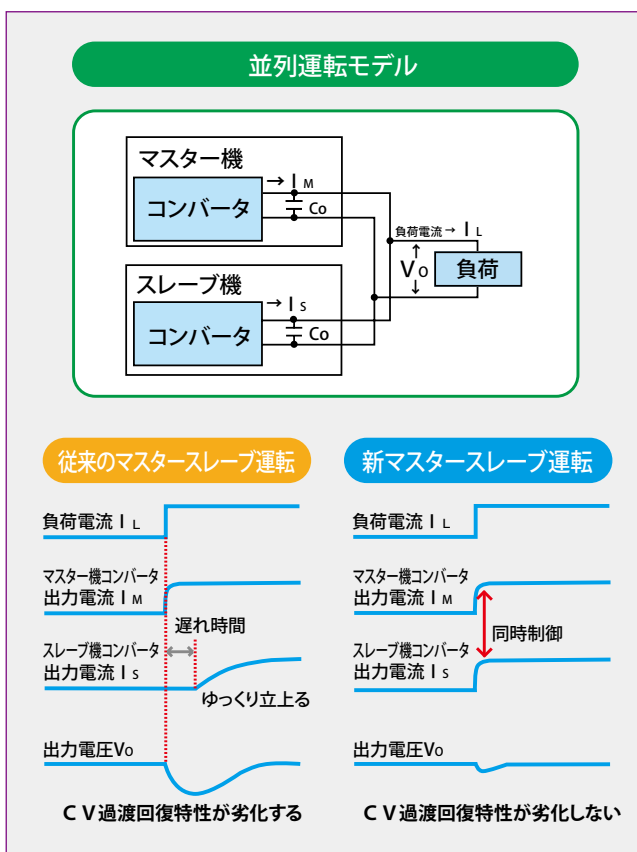 並列運転モデル
マスター機
コンバータ
→ I M
Co
負荷電流→ I L
Vo
負荷
スレーブ機
コンバータ
→ I S
Co
従来のマスタースレーブ運転
負荷電流 I L
マスター機コンバータ
出力電流 I M
遅れ時間
スレーブ機コンバータ
出力電流 I S
ゆっくり立上る
出力電圧Vo
CV過渡回復特性が劣化する
新マスタースレーブ運転
負荷電流 I L
マスター機コンバータ
出力電流 I M
同時制御
スレーブ機コンバータ
出力電流 I S
出力電圧Vo
CV過渡回復特性が劣化しない